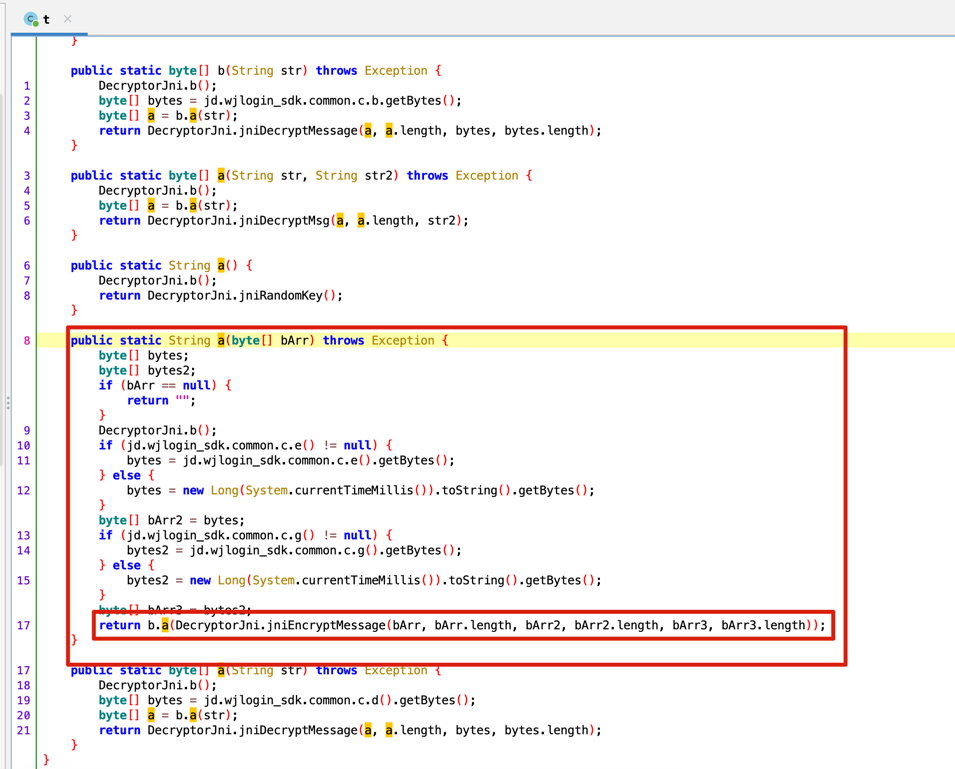 t
}
public static byte[] b(String str) throws Exception {
1 DecryptorJni.b();
2 byte[] bytes = jd.wjlogin_sdk.common.c.b.getBytes();
3 byte[] a = b.a(str);
4 return DecryptorJni.jniDecryptMessage(a, a.length, bytes, bytes.length);
}
3 public static byte[] a(String str, String str2) throws Exception {
4 DecryptorJni.b();
5 byte[] a = b.a(str);
6 return DecryptorJni.jniDecryptMsg(a, a.length, str2);
}
6 public static String a() {
7 DecryptorJni.b();
8 return DecryptorJni.jniRandomKey();
}
8 public static String a(byte[] bArr) throws Exception {
byte[] bytes;
byte[] bytes2;
if (bArr == null) {
return "";
}
9 DecryptorJni.b();
10 if (jd.wjlogin_sdk.common.c.e() != null) {
11 bytes = jd.wjlogin_sdk.common.c.e().getBytes();
} else {
12 bytes = new Long(System.currentTimeMillis()).toString().getBytes();
}
byte[] bArr2 = bytes;
13 if (jd.wjlogin_sdk.common.c.g() != null) {
14 bytes2 = jd.wjlogin_sdk.common.c.g().getBytes();
} else {
15 bytes2 = new Long(System.currentTimeMillis()).toString().getBytes();
}
byte[] bArr3 = bytes2;
17 return b.a(DecryptorJni.jniEncryptMessage(bArr, bArr.length, bArr2, bArr2.length, bArr3, bArr3.length));
}
17 public static byte[] a(String str) throws Exception {
18 DecryptorJni.b();
19 byte[] bytes = jd.wjlogin_sdk.common.c.d().getBytes();
20 byte[] a = b.a(str);
21 return DecryptorJni.jniDecryptMessage(a, a.length, bytes, bytes.length);
}
}